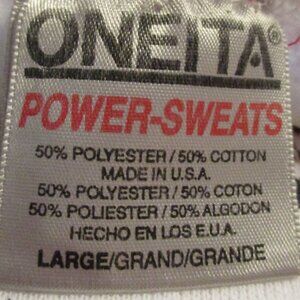 ONEITA®
POWER-SWEATS
50% POLYESTER/50% COTTON
MADE IN U.S.A.
50% POLYESTER/50% COTON
50% POLIESTER/50% ALGODON
HECHO EN LOS E.U.A.
LARGE/GRAND/GRANDE